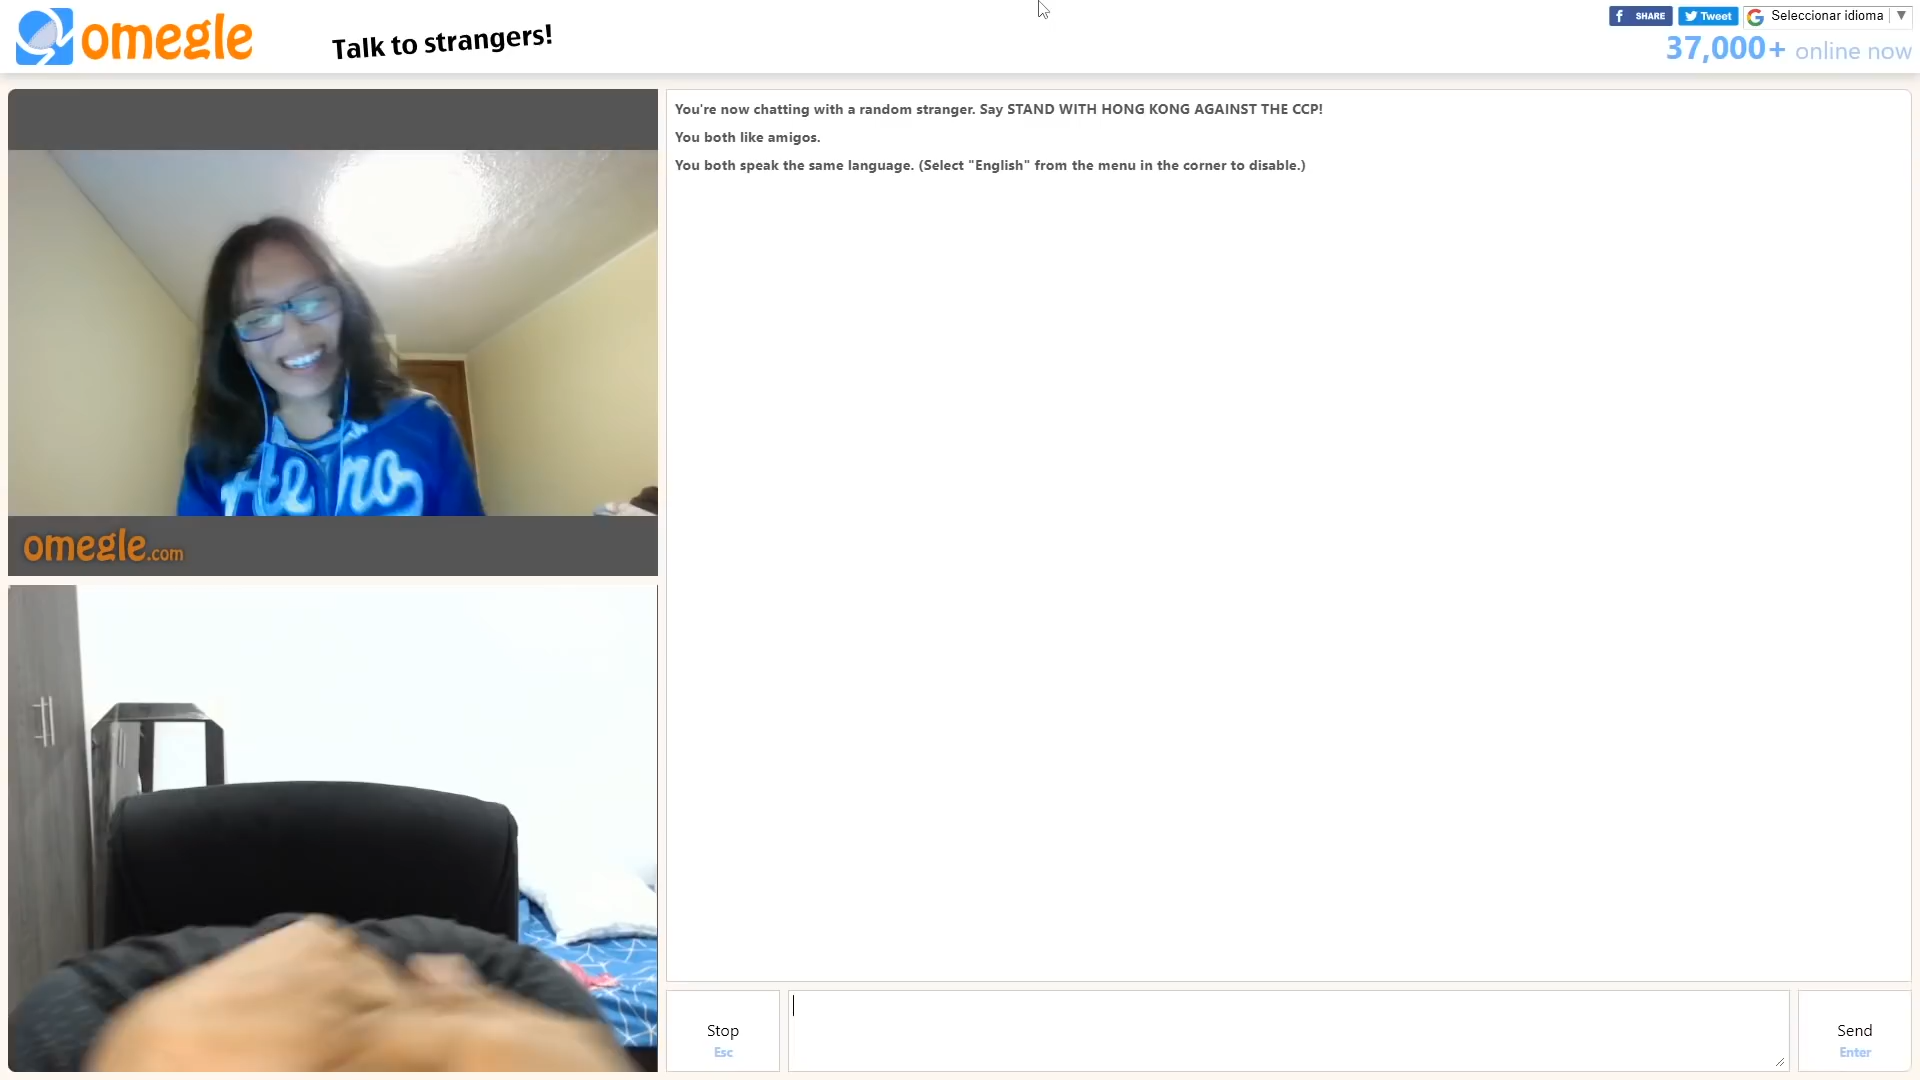 omegle
Talk to strangers!
SHARE
Tweet
Seleccionar idioma
▼
37,000+ online now
You're now chatting with a random stranger. Say STAND WITH HONG KONG AGAINST THE CCP!
You both like amigos.
You both speak the same language. (Select "English" from the menu in the corner to disable.)
omegle.com
Stop
Esc
Send
Enter